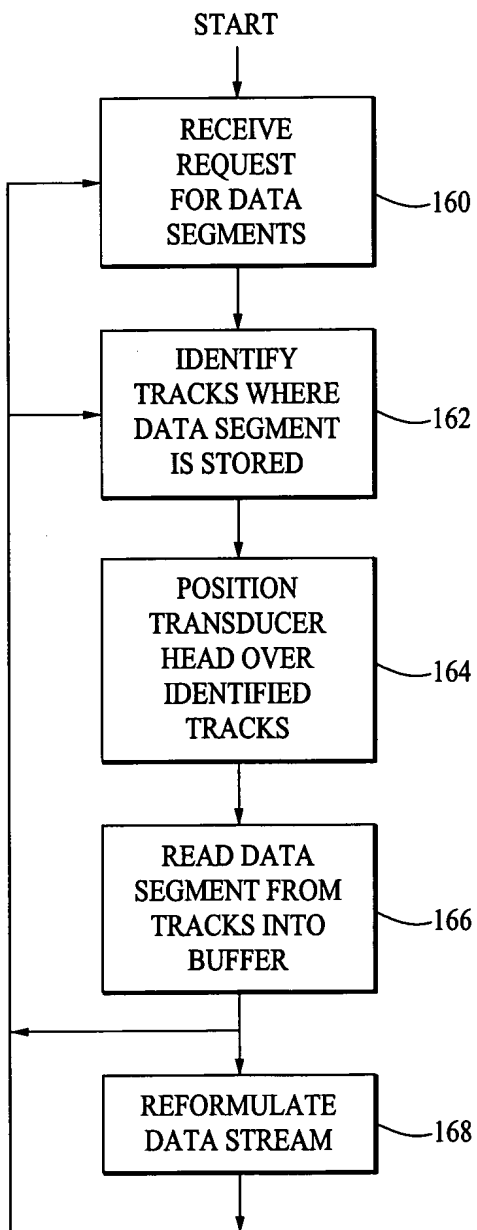 START
RECEIVE
REQUEST
FOR DATA
SEGMENTS
160
IDENTIFY
TRACKS WHERE
DATA SEGMENT
IS STORED
162
POSITION
TRANSDUCER
HEAD OVER
IDENTIFIED
TRACKS
164
READ DATA
SEGMENT FROM
TRACKS INTO
BUFFER
166
REFORMULATE
DATA STREAM
168